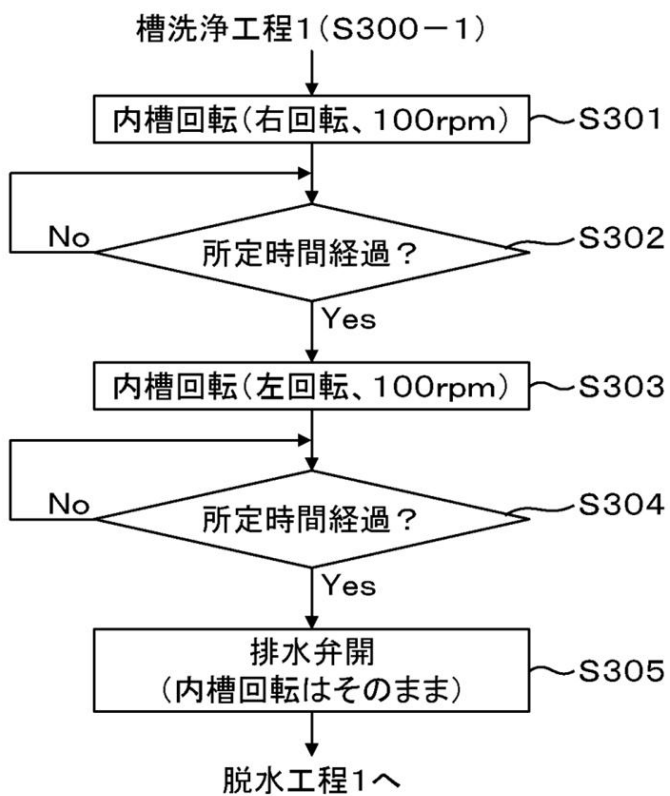 槽洗浄工程1(S300-1)
内槽回転(右回転、100rpm) S301
No 所定時間経過? S302
Yes
内槽回転(左回転、100rpm) S303
No 所定時間経過? S304
Yes
排水弁開
(内槽回転はそのまま) S305
脱水工程1へ